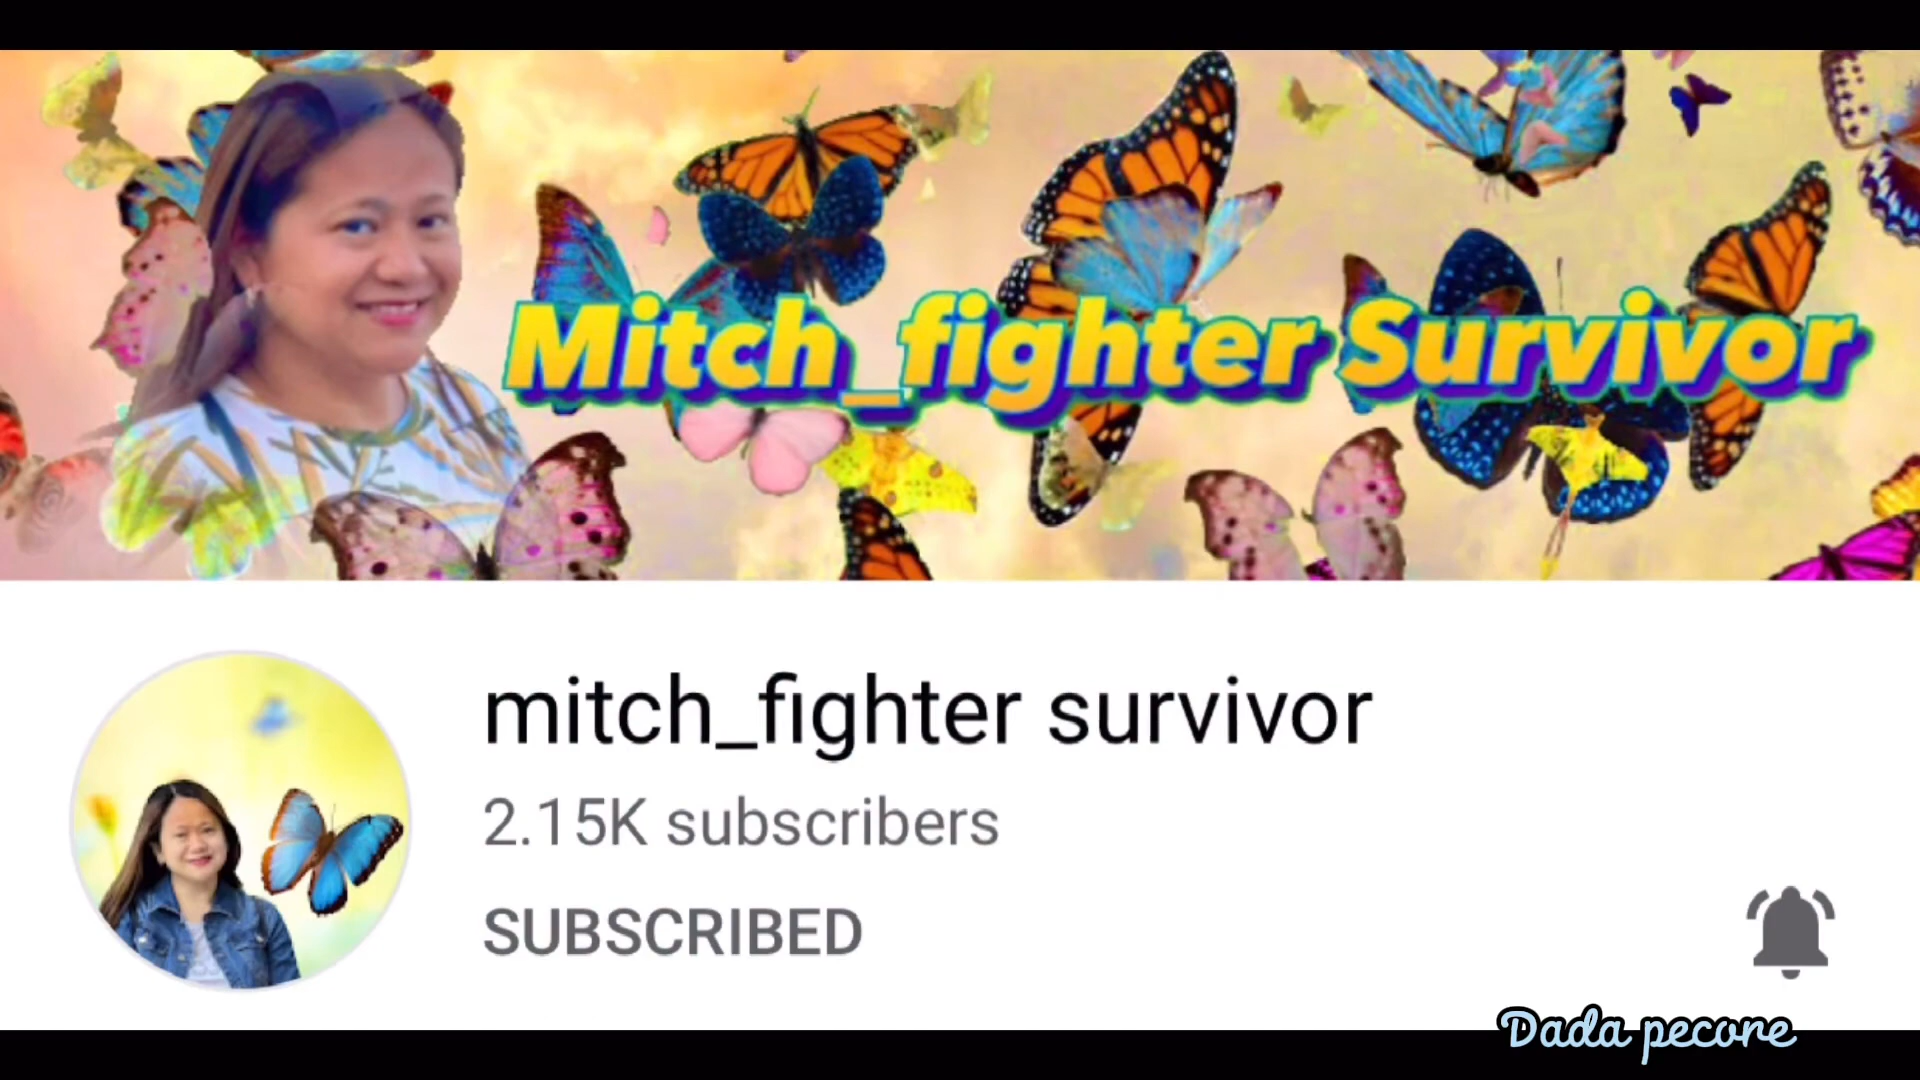 Mitch_fighter Survivor
mitch_fighter survivor
2.15K subscribers
SUBSCRIBED
Dada pecore